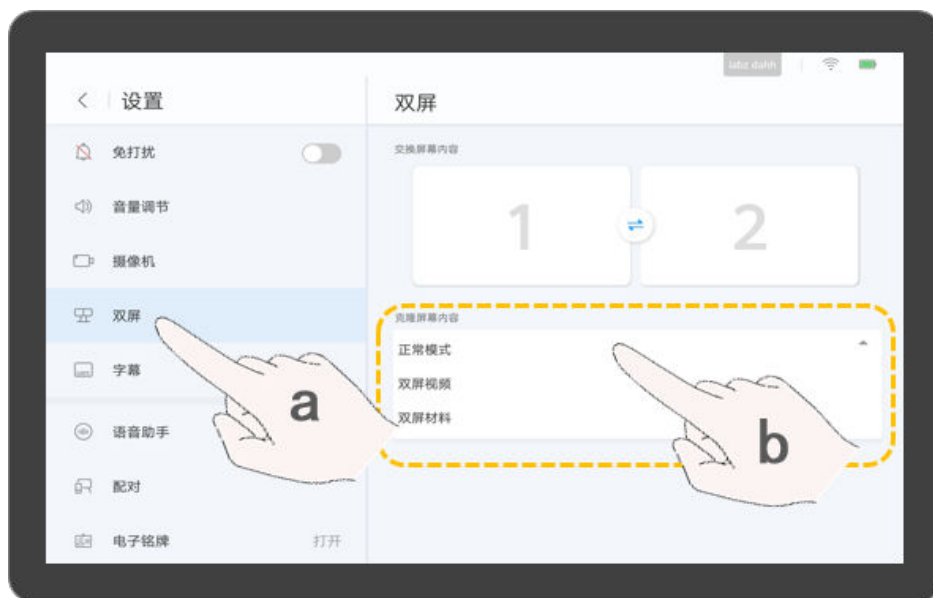 设置
双屏
免打扰
交换屏幕内容
音量调节
1
2
摄像机
双屏
克隆屏幕内容
正常模式
字幕
双屏视频
a
双屏材料
语音助手
b
配对
电子铭牌
打开